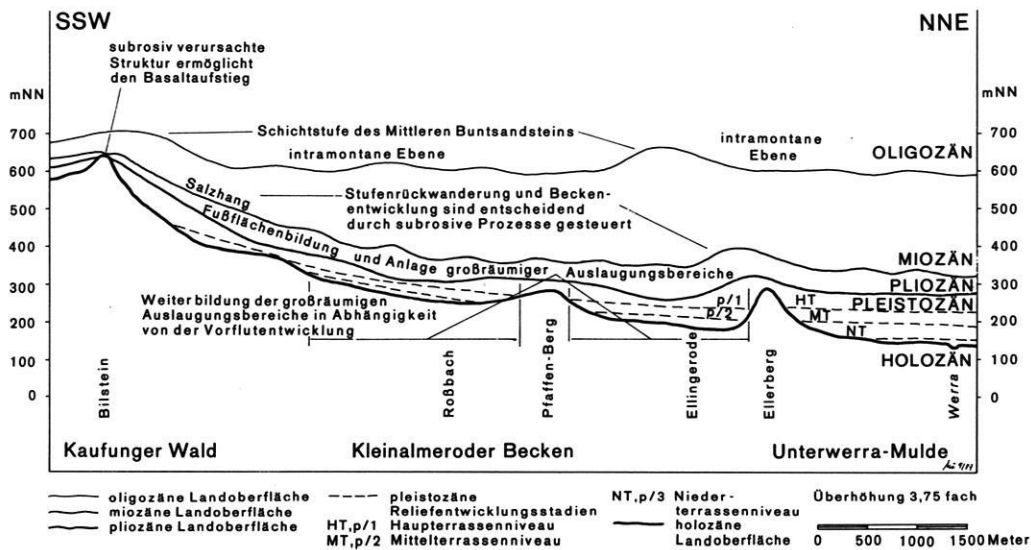 SSW
NNE
subrosiv verursachte
Struktur ermöglicht
den Basaltaufstieg
mNN
mNN
700
600
500
400
300
200
100
0
700
600
500
400
300
200
100
0
Schichtstufe des Mittleren Buntsandsteins
intramontane Ebene
intramontane
Ebene
OLIGOZÄN
Salzhang
Stufenrückwanderung und Becken-
entwicklung sind entscheidend
durch subrosive Prozesse gesteuert
MIOZÄN
Fußflächenbildung und Anlage großräumiger Auslaugungsbereiche
PLIOZÄN
p/1
HT
PLEISTOZÄN
p/2
MT
NT
HOLOZÄN
Weiterbildung der großräumigen
Auslaugungsbereiche in Abhängigkeit
von der Vorflutentwicklung
Bilstein
Roßbach
Pfaffen-Berg
Ellingerode
Ellerberg
Werra
Kaufunger Wald
Kleinalmeroder Becken
Unterwerra-Mulde
oligozäne Landoberfläche
miozäne Landoberfläche
pliozäne Landoberfläche
pleistozäne
Reliefentwicklungsstadien
HT,p/1 Haupterrassenniveau
MT,p/2 Mittelterrassenniveau
NT,p/3 Nieder-
terrassenniveau
holozäne
Landoberfläche
Überhöhung 3,75 fach
0 500 1000 1500 Meter